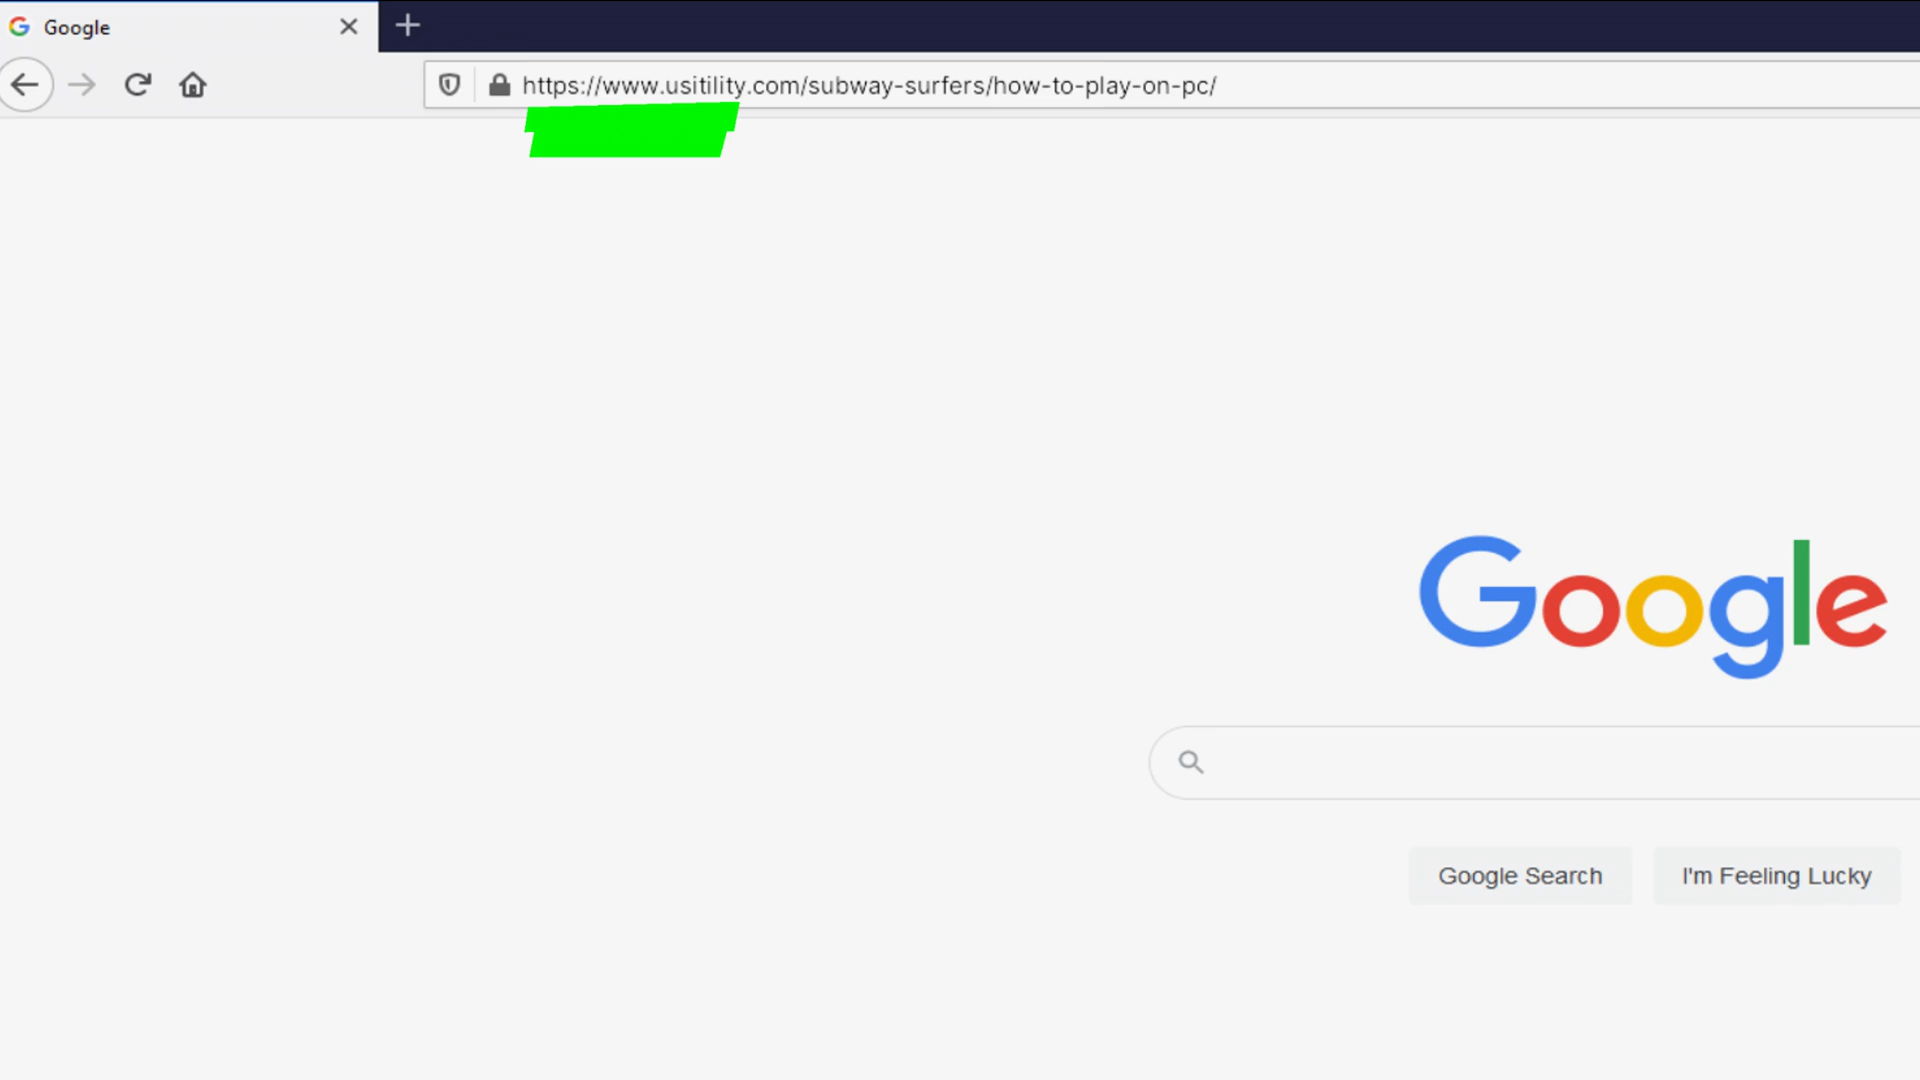 Google
https://www.usitility.com/subway-surfers/how-to-play-on-pc/
Google
Google Search
I'm Feeling Lucky